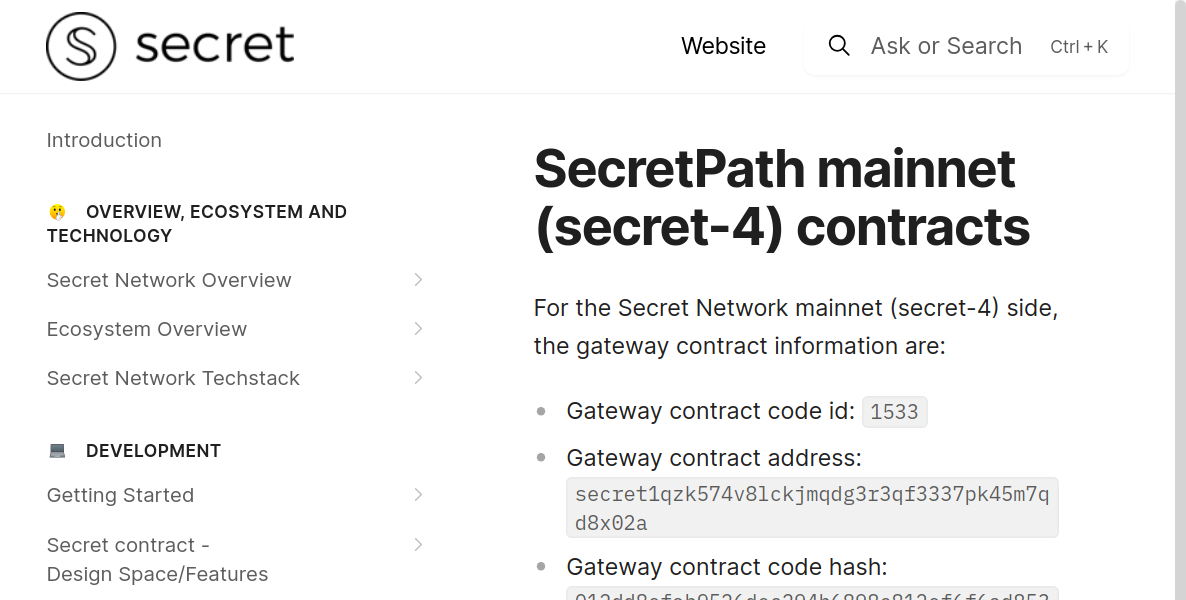 secret
Website
Ask or Search Ctrl + K
Introduction
OVERVIEW, ECOSYSTEM AND
TECHNOLOGY
Secret Network Overview
Ecosystem Overview
Secret Network Techstack
DEVELOPMENT
Getting Started
Secret contract -
Design Space/Features
SecretPath mainnet
(secret-4) contracts
For the Secret Network mainnet (secret-4) side,
the gateway contract information are:
Gateway contract code id: 1533
Gateway contract address:
secret1qzk574v8lckjmqdg3r3qf3337pk45m7q
d8x02a
Gateway contract code hash: